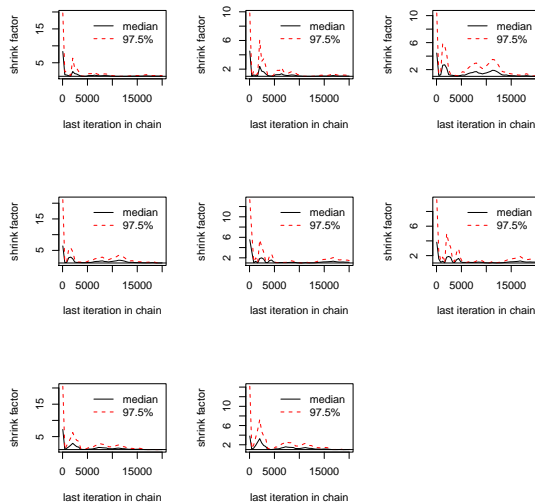 shrink factor
5 15
median
97.5%
0 5000 15000
last iteration in chain
shrink factor
2 4 6 8 10
median
97.5%
0 5000 15000
last iteration in chain
shrink factor
2 4 6 8 10
median
97.5%
0 5000 15000
last iteration in chain
shrink factor
5 15
median
97.5%
0 5000 15000
last iteration in chain
shrink factor
2 4 8 12
median
97.5%
0 5000 15000
last iteration in chain
shrink factor
2 4 8
median
97.5%
0 5000 15000
last iteration in chain
shrink factor
5 15
median
97.5%
0 5000 15000
last iteration in chain
shrink factor
2 6 10
median
97.5%
0 5000 15000
last iteration in chain